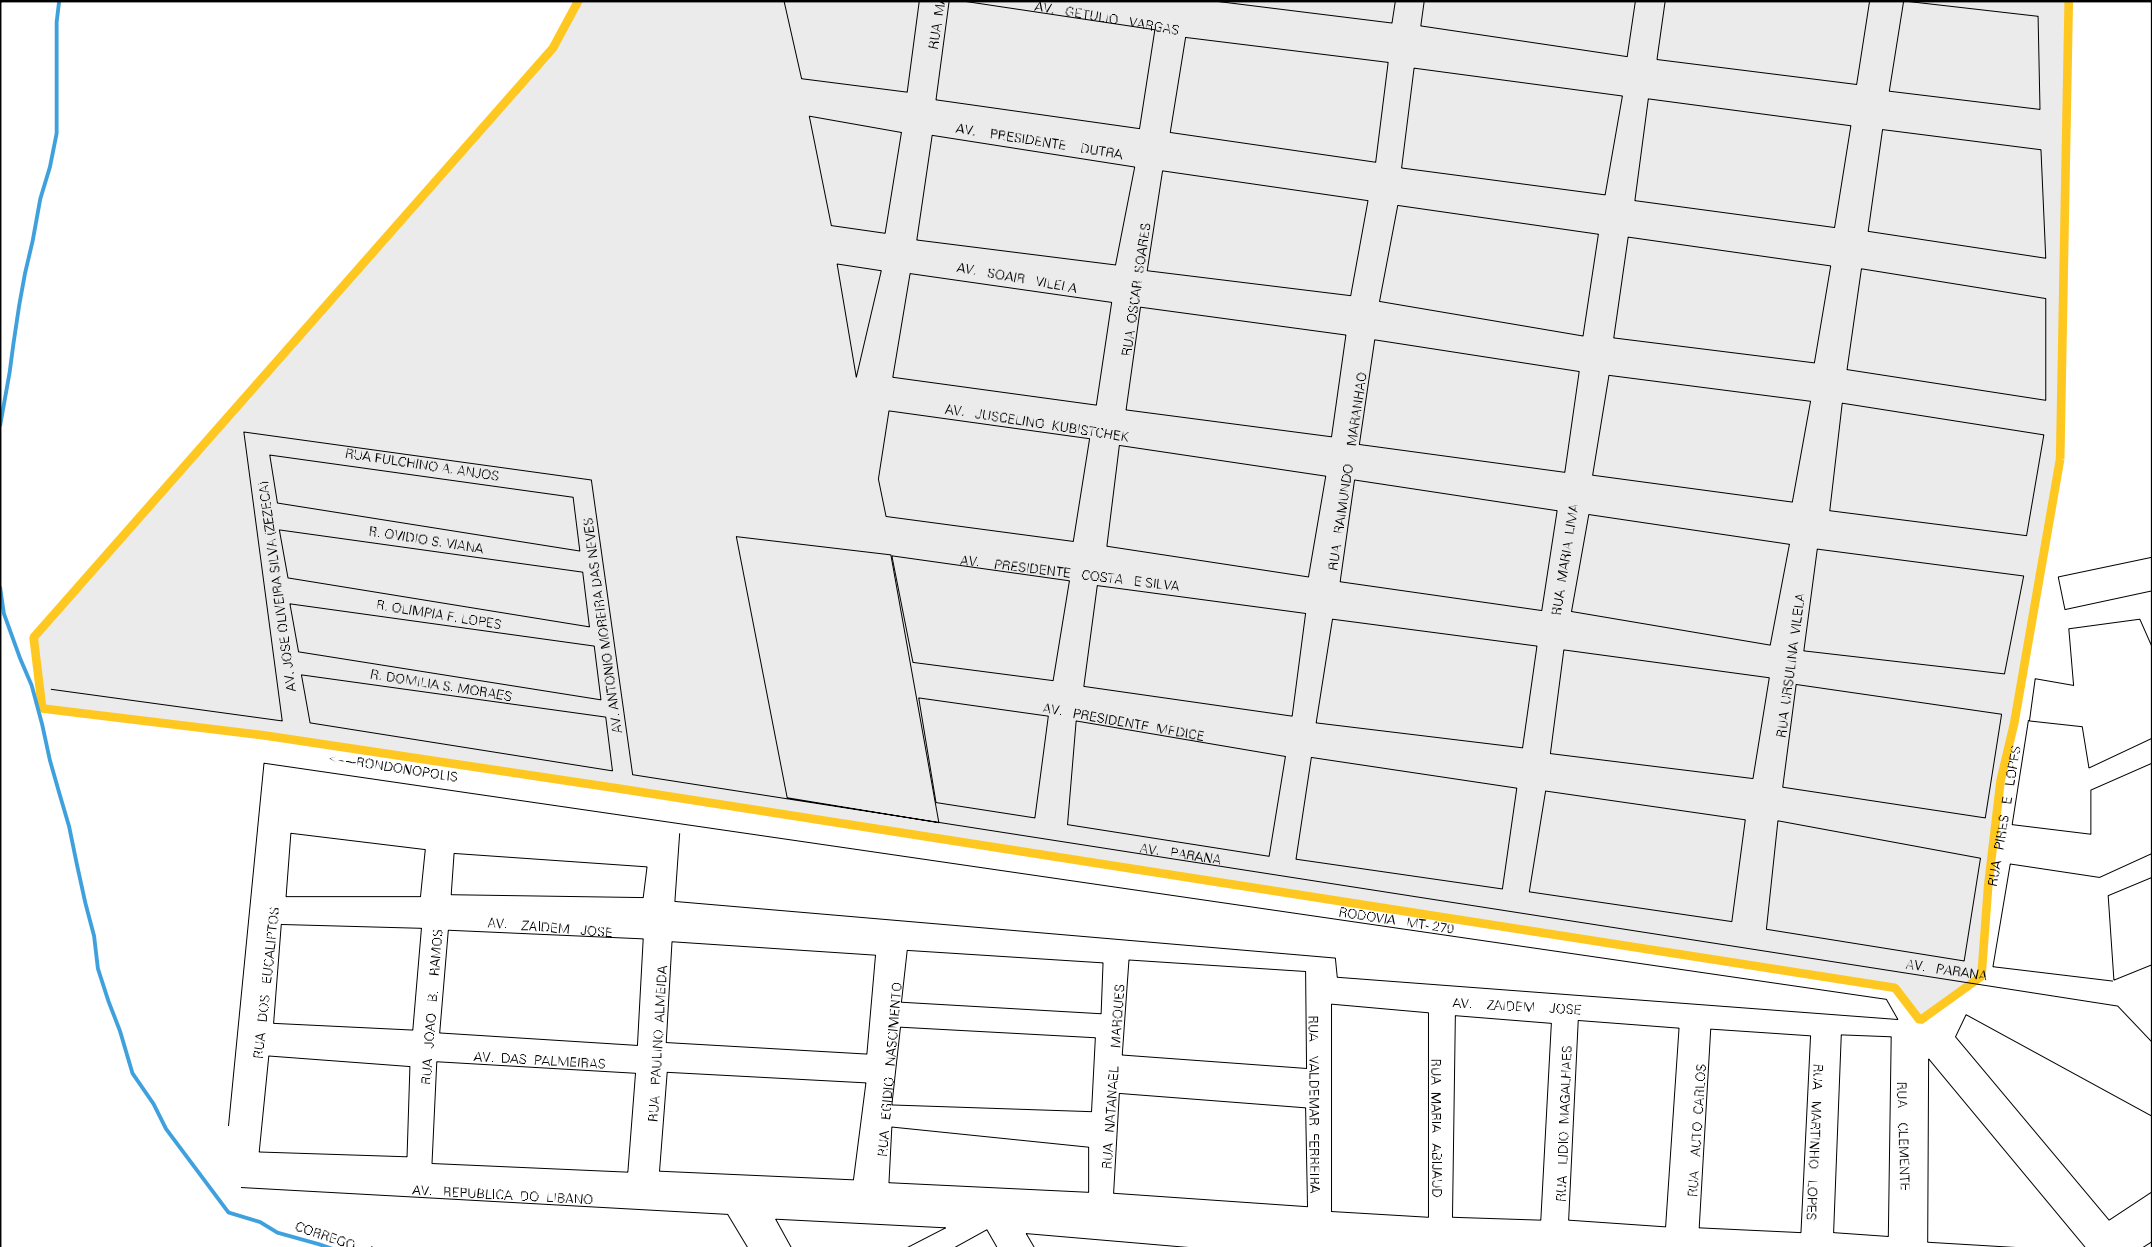 AV. GETULIO VARGAS
RUA
AV. PRESIDENTE DUTRA
RUA OSCAR SOARES
AV. SOAIR VILELA
AV. JUSCELINO KUBISTCHEK
RUA RAIMUNDO MARANHAO
RUA FULCHINO A. ANJOS
AV. JOSE OLIVEIRA SILVA (ZEZECA)
R. OVIDIO S. VIANA
AV. ANTONIO MOREIRA DAS NEVES
RUA MARIA LIMA
AV. PRESIDENTE COSTA E SILVA
R. OLIMPIA F. LOPES
RUA URSULINA VILELA
R. DOMILIA S. MORAES
AV. PRESIDENTE MEDICE
RUA PIRES E LOPES
RONDONOPOLIS
AV. PARANA
RODOVIA MT-270
AV. ZAIDEM JOSE
AV. PARANA
RUA DOS EUCALIPTOS
RUA JOAO B. RAMOS
RUA PAULINO ALMEIDA
RUA EGIDIO NASCIMENTO
RUA NATANAEL MARQUES
AV. ZAIDEM JOSE
RUA VALDEMAR FERREIRA
RUA MARIA ABIJAUD
RUA LIDIO MAGALHAES
RUA AUTO CARLOS
RUA MARTINHO LOPES
RUA CLEMENTE
AV. DAS PALMEIRAS
AV. REPUBLICA DO LIBANO
CORREGO